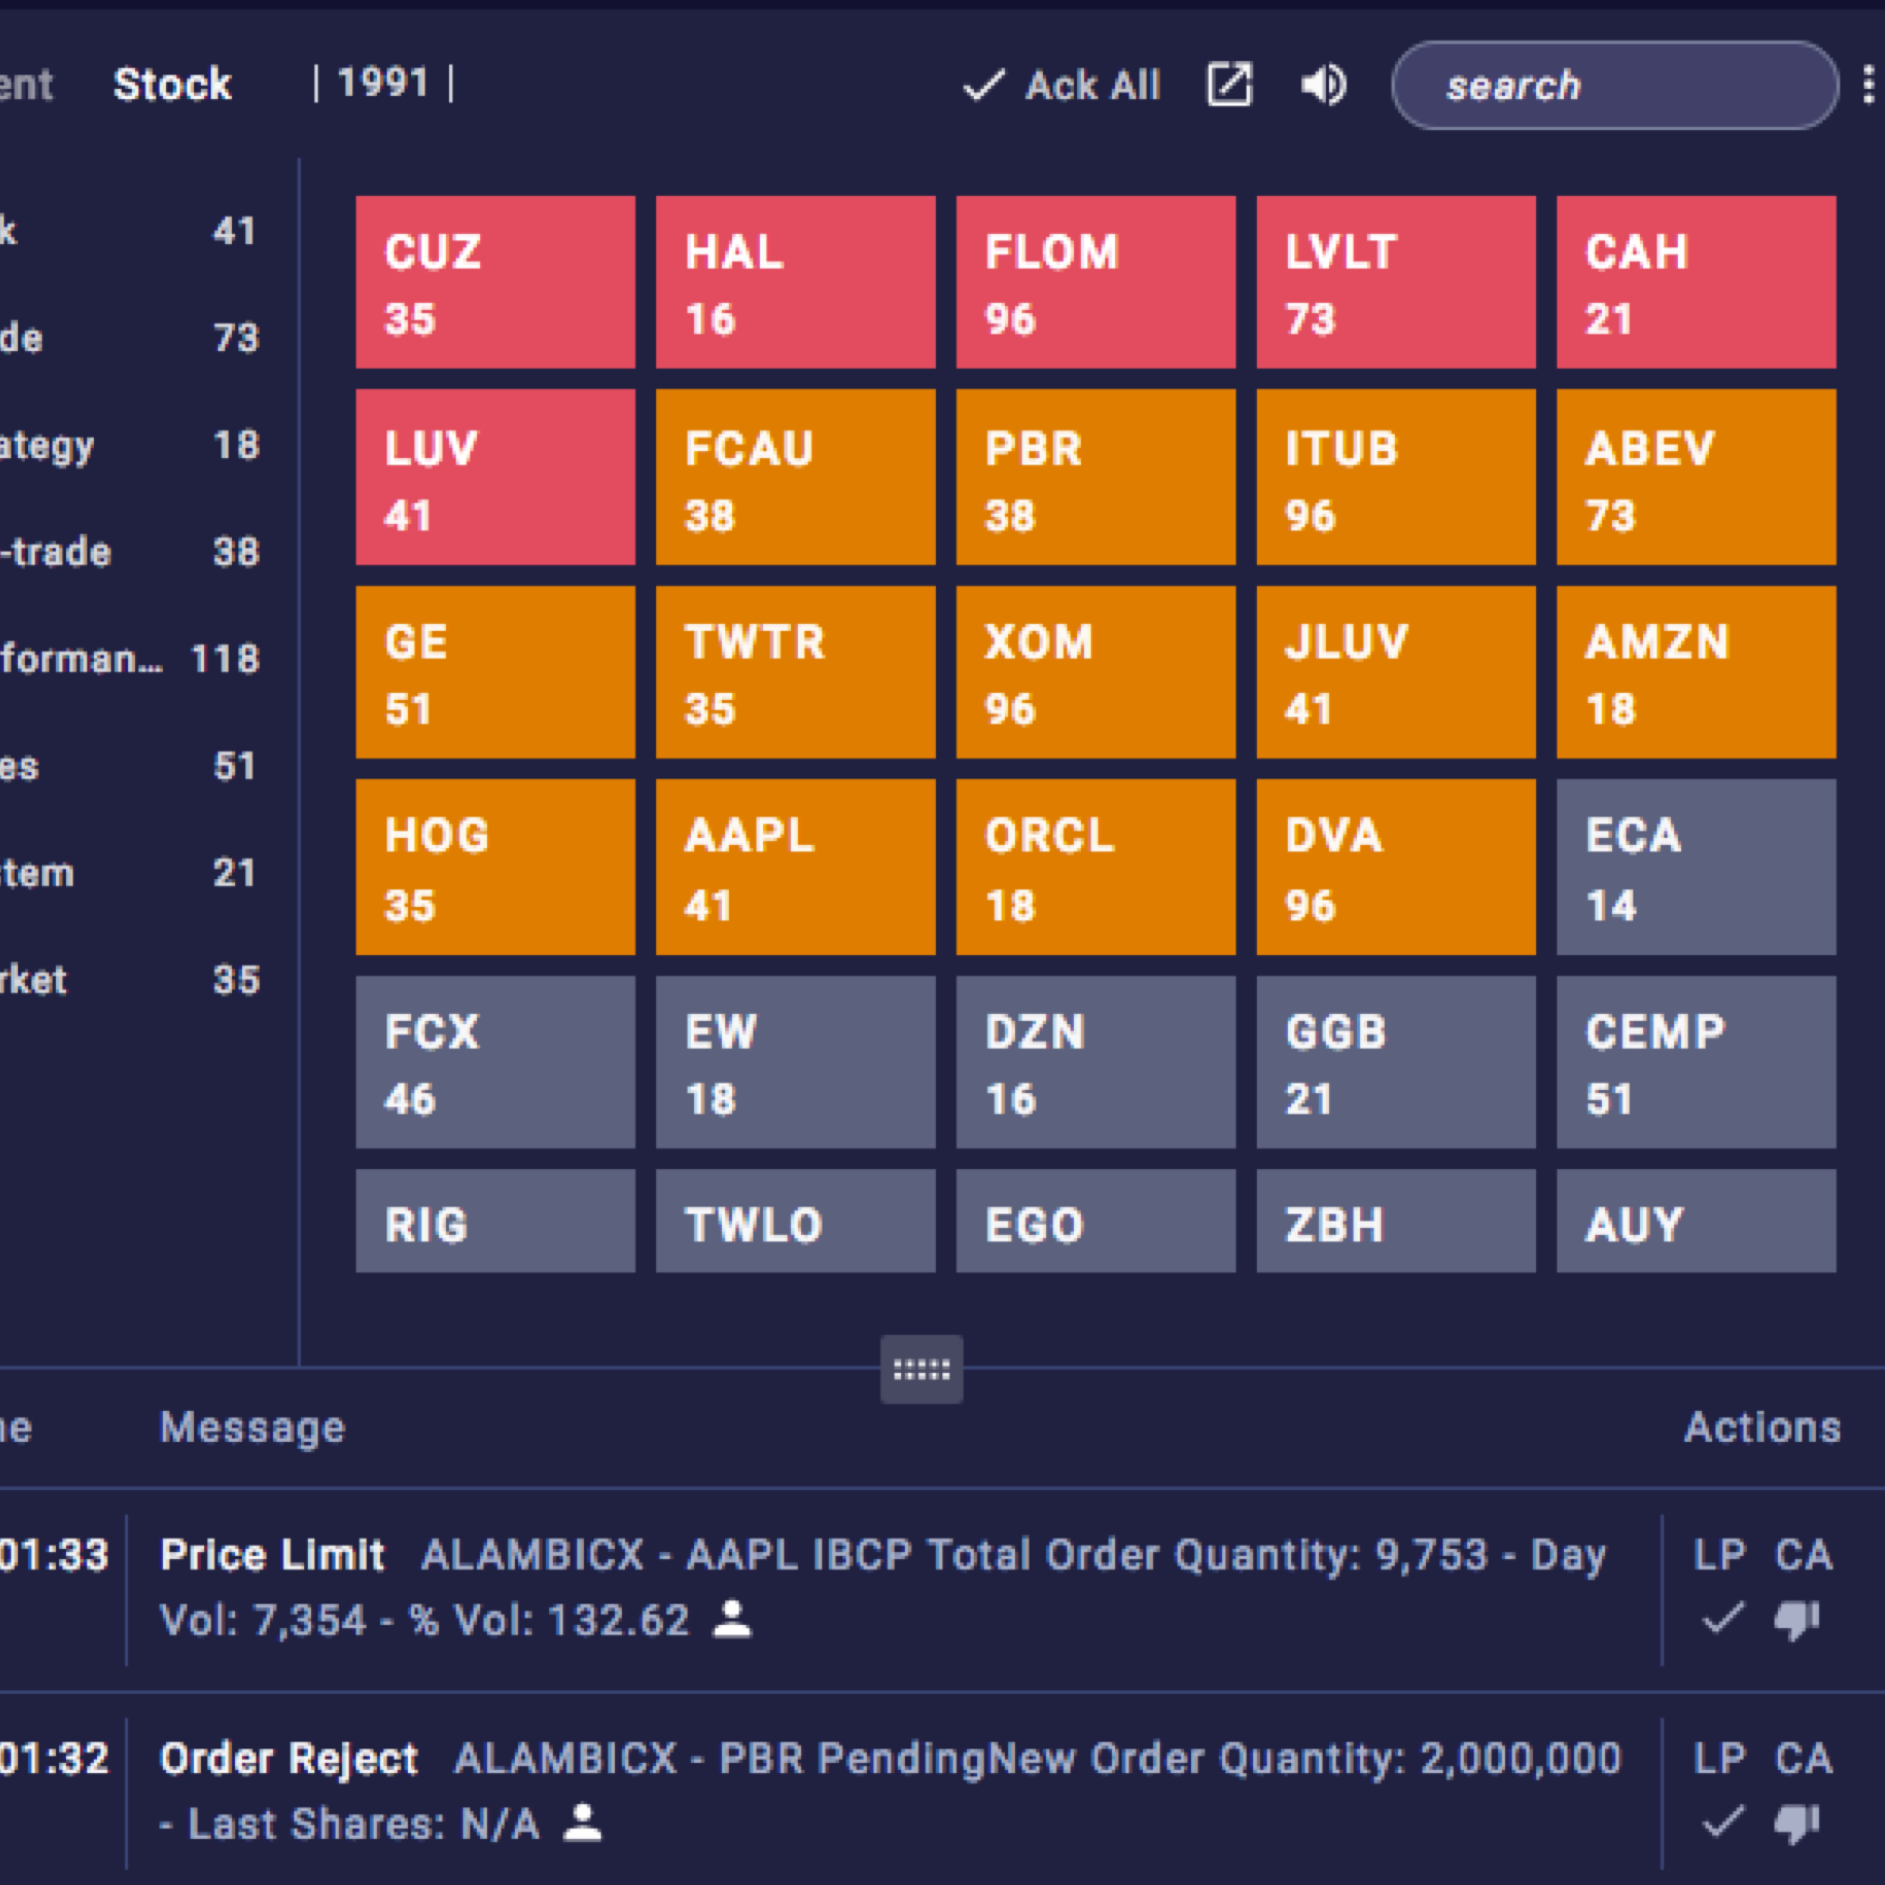 ent Stock | 1991 | Ack All search
k 41
de 73
ategy 18
-trade 38
forman... 118
es 51
stem 21
rket 35
CUZ HAL FLOM LVLT CAH
35 16 96 73 21
LUV FCAU PBR ITUB ABEV
41 38 38 96 73
GE TWTR XOM JLUV AMZN
51 35 96 41 18
HOG AAPL ORCL DVA ECA
35 41 18 96 14
FCX EW DZN GGB CEMP
46 18 16 21 51
RIG TWLO EGO ZBH AUY
ne Message Actions
01:33 Price Limit ALAMBICX - AAPL IBCP Total Order Quantity: 9,753 - Day LP CA
Vol: 7,354 - % Vol: 132.62
01:32 Order Reject ALAMBICX - PBR PendingNew Order Quantity: 2,000,000 LP CA
- Last Shares: N/A